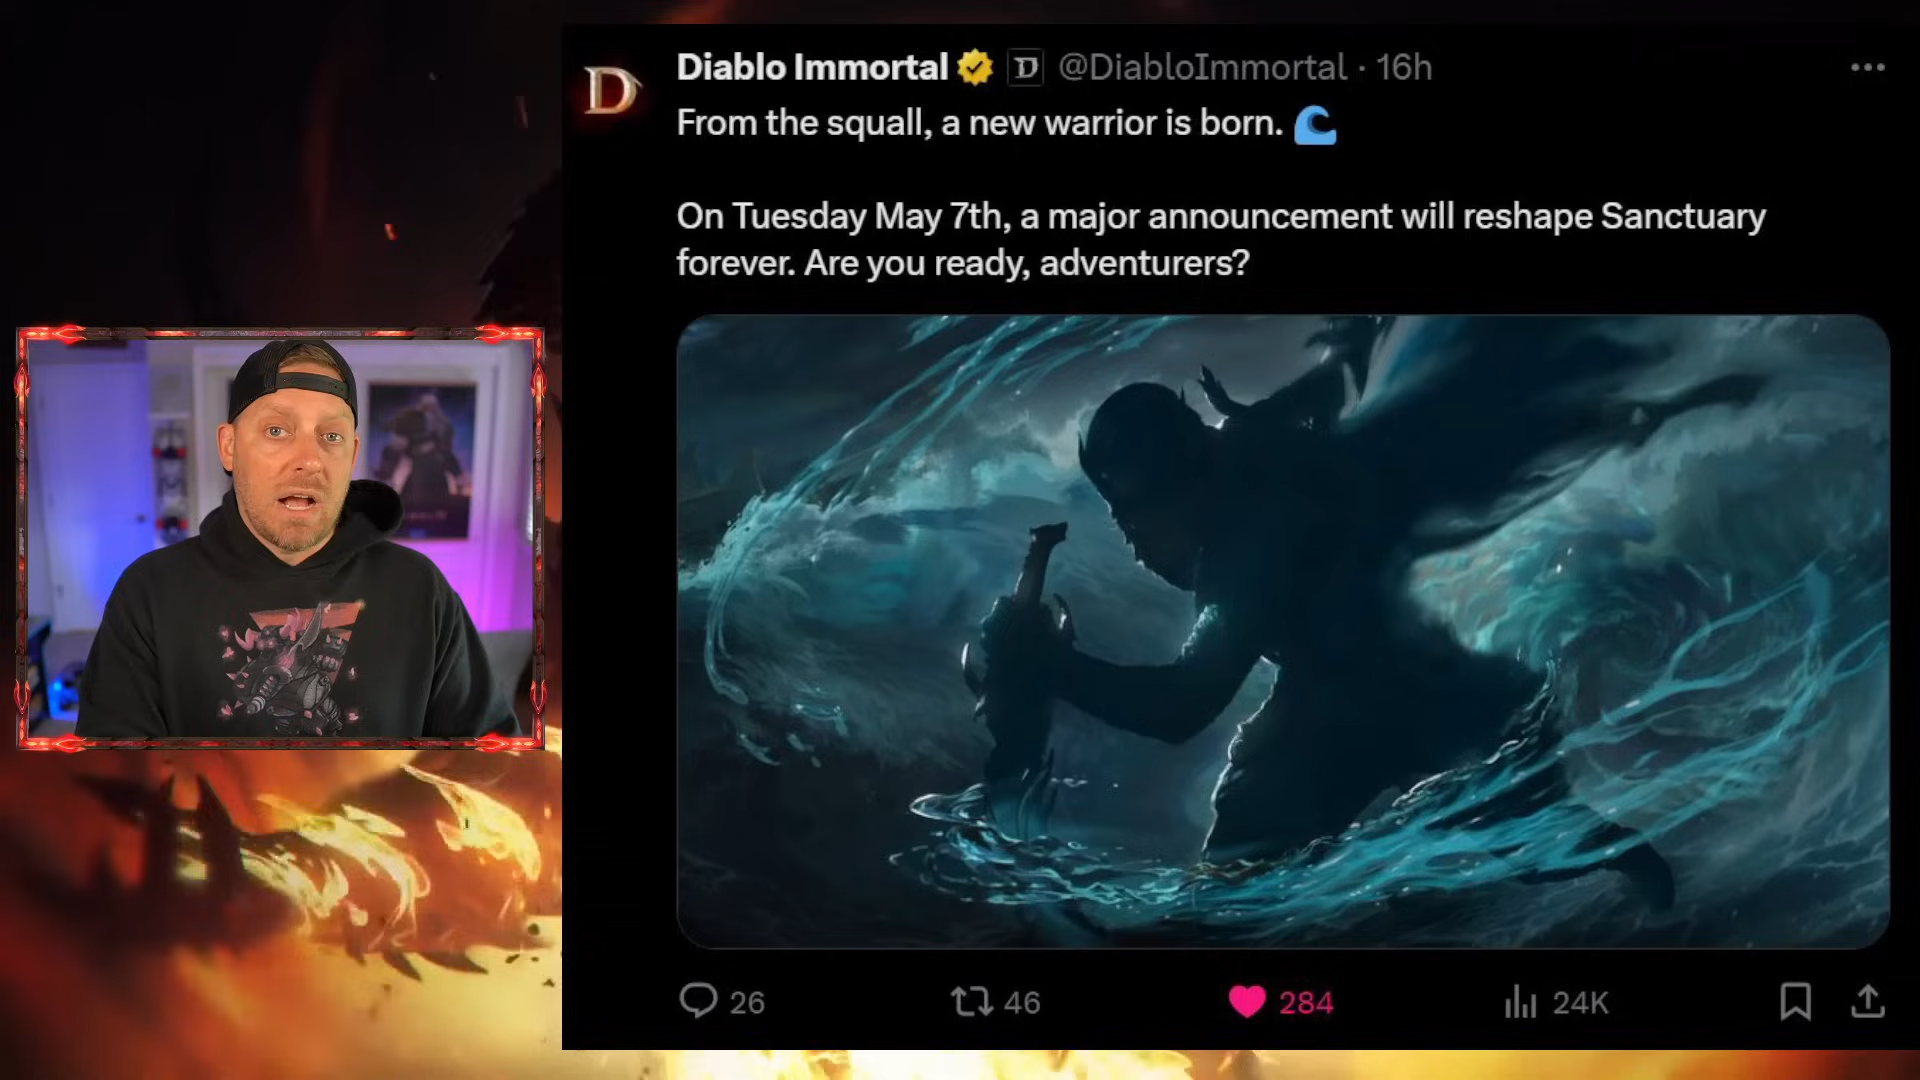 Diablo Immortal @DiabloImmortal · 16h
From the squall, a new warrior is born.
On Tuesday May 7th, a major announcement will reshape Sanctuary
forever. Are you ready, adventurers?
26 46 284 24K